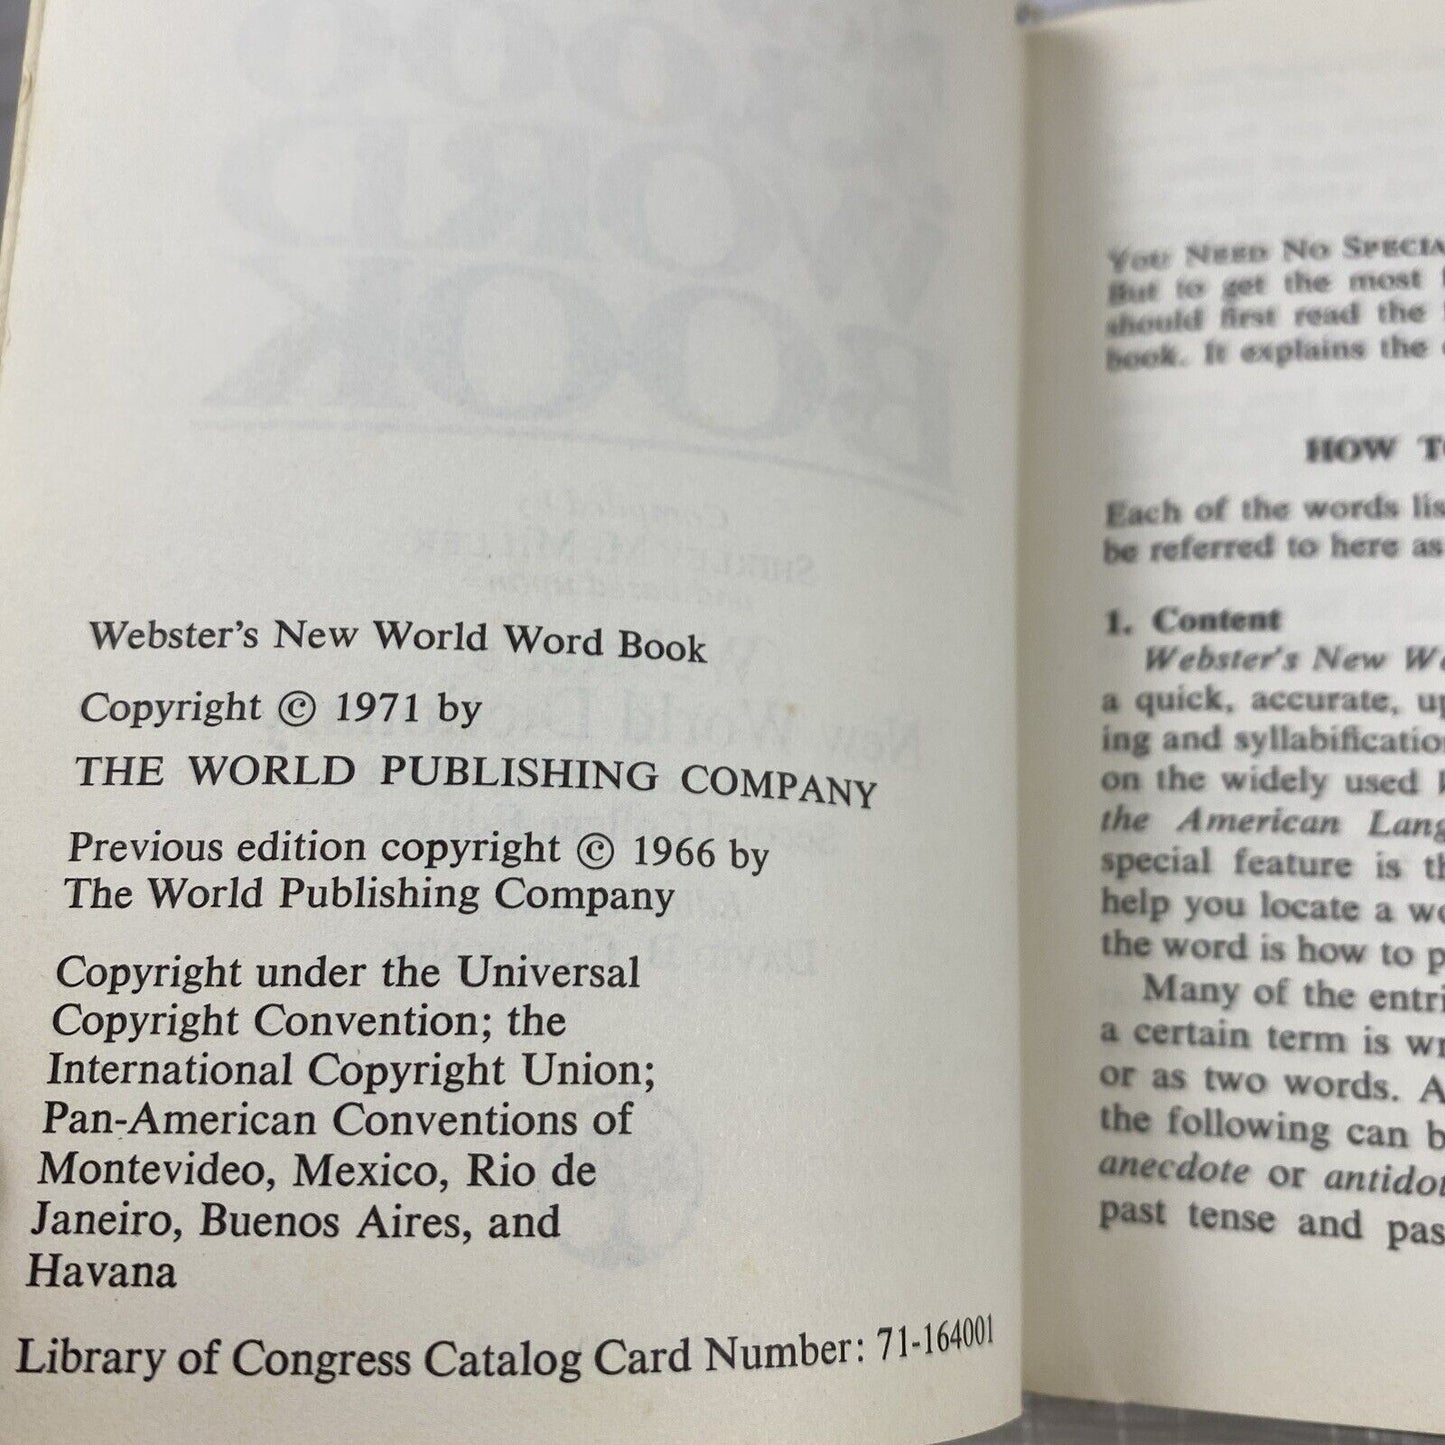 Webster's New World Word Book
Copyright © 1971 by
THE WORLD PUBLISHING COMPANY
Previous edition copyright © 1966 by
The World Publishing Company
Copyright under the Universal
Copyright Convention; the
International Copyright Union;
Pan-American Conventions of
Montevideo, Mexico, Rio de
Janeiro, Buenos Aires, and
Havana
Library of Congress Catalog Card Number: 71-164001
YOU NEED NO SPECIA
But to get the most
should first read the
book. It explains the
HOW TO
Each of the words lis
be referred to here as
1. Content
Webster's New Wo
a quick, accurate, up
ing and syllabification
on the widely used
the American Lang
special feature is th
help you locate a wo
the word is how to p
Many of the entri
a certain term is wr
or as two words. A
the following can b
anecdote or antidot
past tense and pas